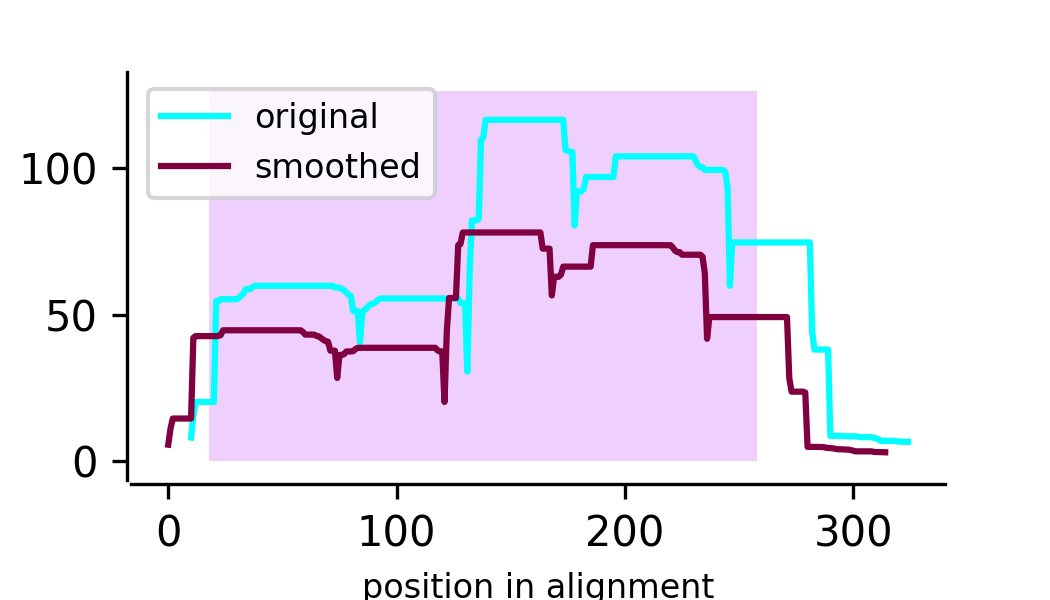 original
smoothed
100
50
0
0 100 200 300
position in alignment